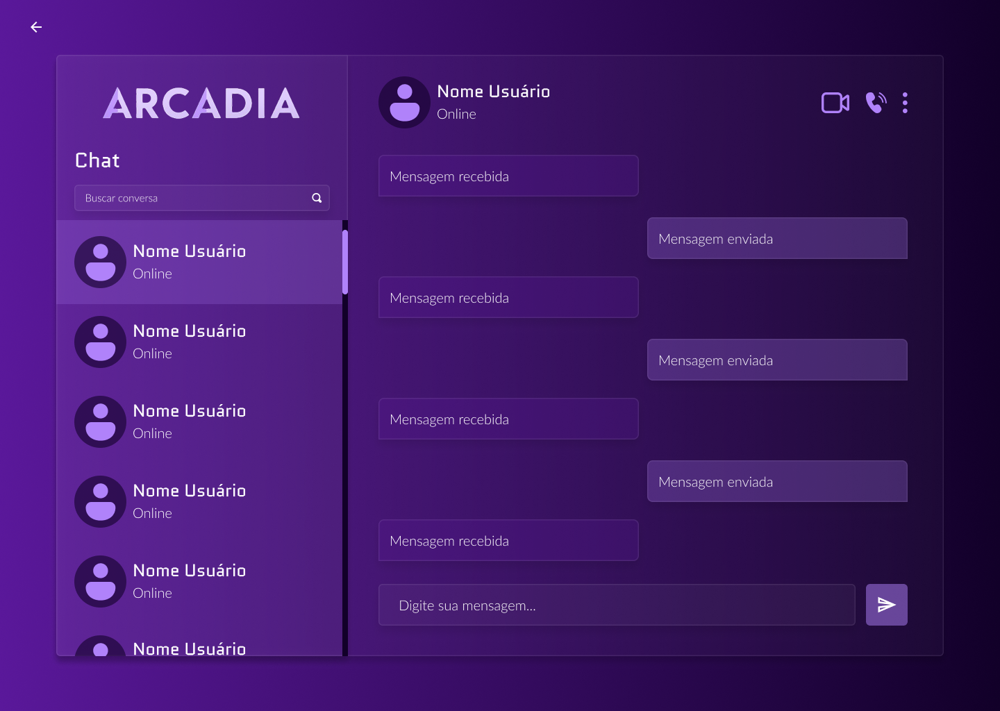 ARCADIA
Chat
Buscar conversa
Nome Usuário
Online
Nome Usuário
Online
Nome Usuário
Online
Nome Usuário
Online
Nome Usuário
Online
Nome Usuário
Nome Usuário
Online
Mensagem recebida
Mensagem enviada
Mensagem recebida
Mensagem enviada
Mensagem recebida
Mensagem enviada
Mensagem recebida
Digite sua mensagem...